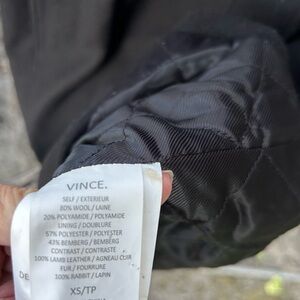 VINCE.
SELF / EXTERIEUR
80% WOOL / LAINE
20% POLYAMIDE / POLYAMIDE
LINING / DOUBLURE
57% POLYESTER / POLYESTER
43% BEMBERG / BEMBERG
CONTRAST / CONTRASTE
100% LAMB LEATHER / AGNEAU CUIR
FUR / FOURRURE
100% RABBIT / LAPIN
XS/TP
DE